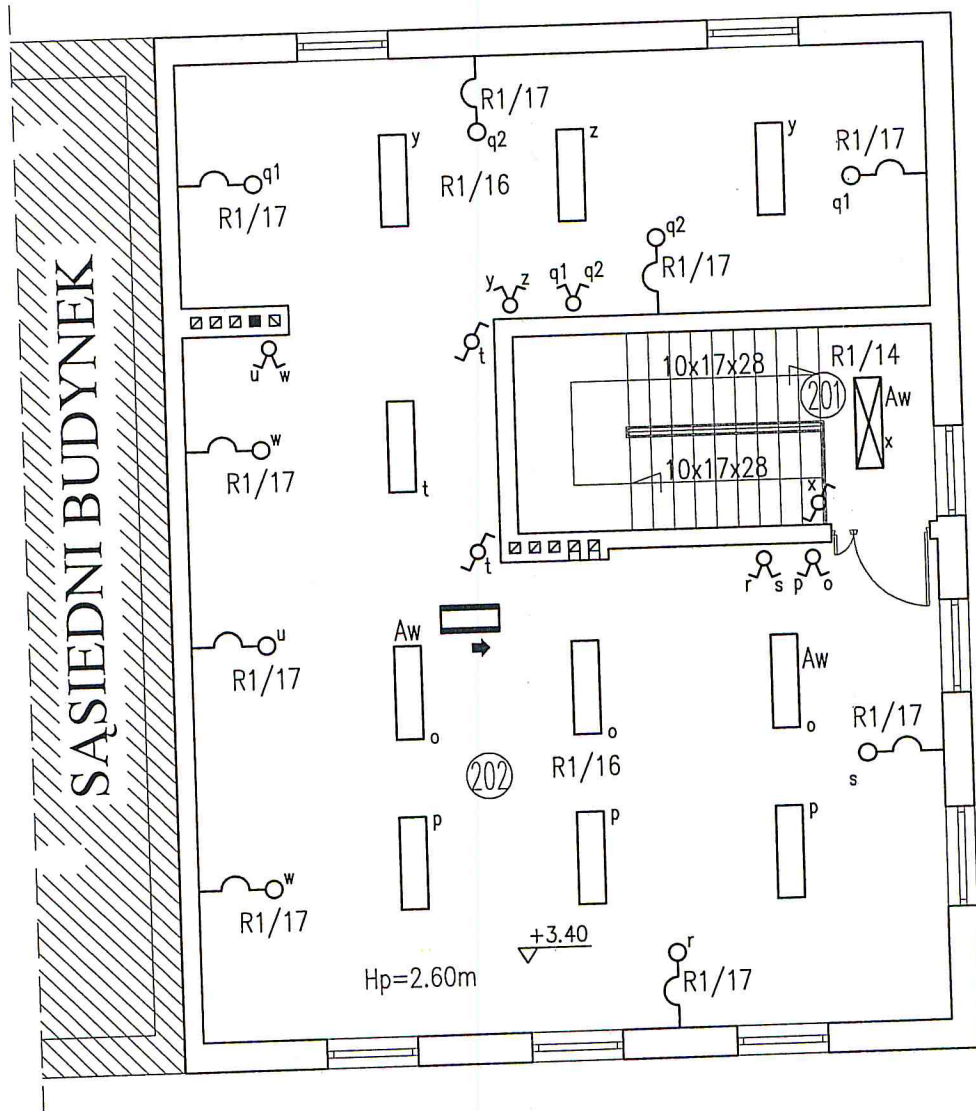 R1/17
q2
y
z
y
R1/17
q1
R1/16
R1/17
q1
q2
R1/17
y z
q1 q2
t
u w
R1/14
10x17x28
201
Aw
x
w
R1/17
t
10x17x28
x
t
r s p o
Aw
Aw
u
R1/17
o
o
o
R1/17
s
202
R1/16
p
p
p
w
R1/17
+3.40
r
Hp=2.60m
R1/17
SĄSIEDNI BUDYNEK